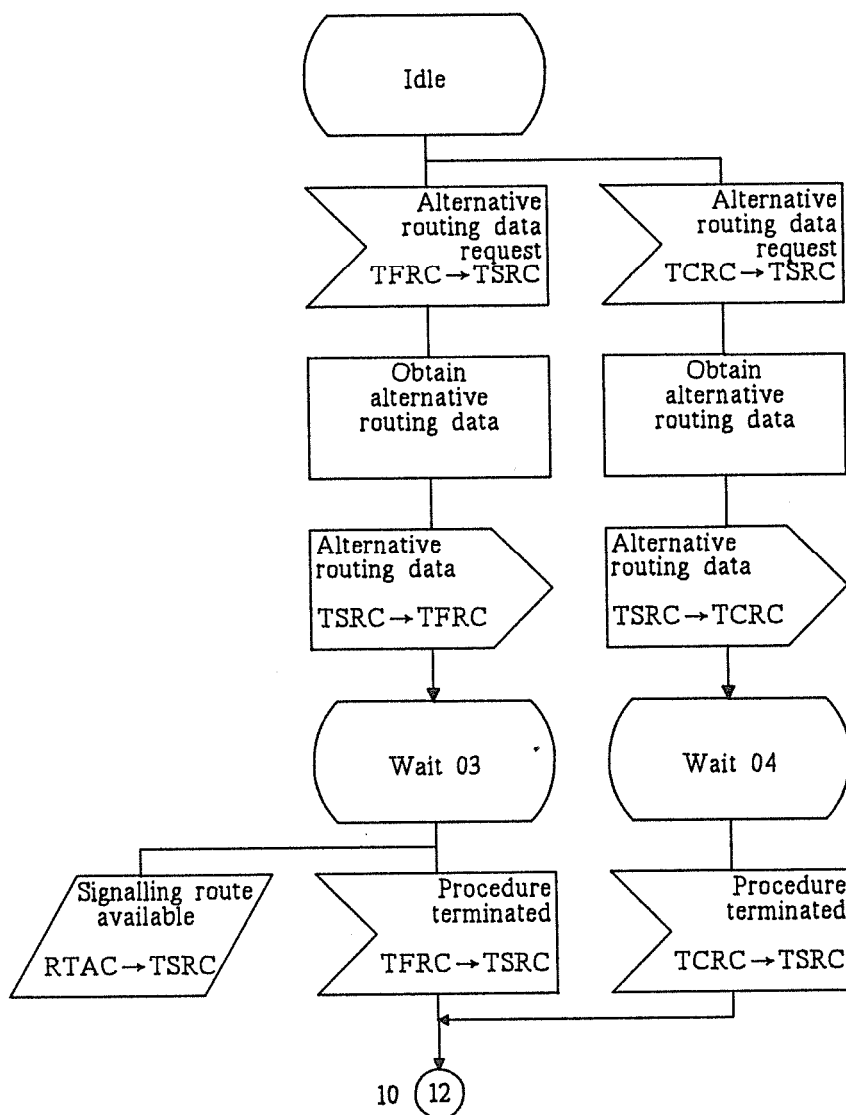 Idle
Alternative
routing data
request
TFRC→TSRC
Alternative
routing data
request
TCRC→TSRC
Obtain
alternative
routing data
Obtain
alternative
routing data
Alternative
routing data
TSRC→TFRC
Alternative
routing data
TSRC→TCRC
Wait 03
Wait 04
Signalling route
available
RTAC→TSRC
Procedure
terminated
TFRC→TSRC
Procedure
terminated
TCRC→TSRC
10 12